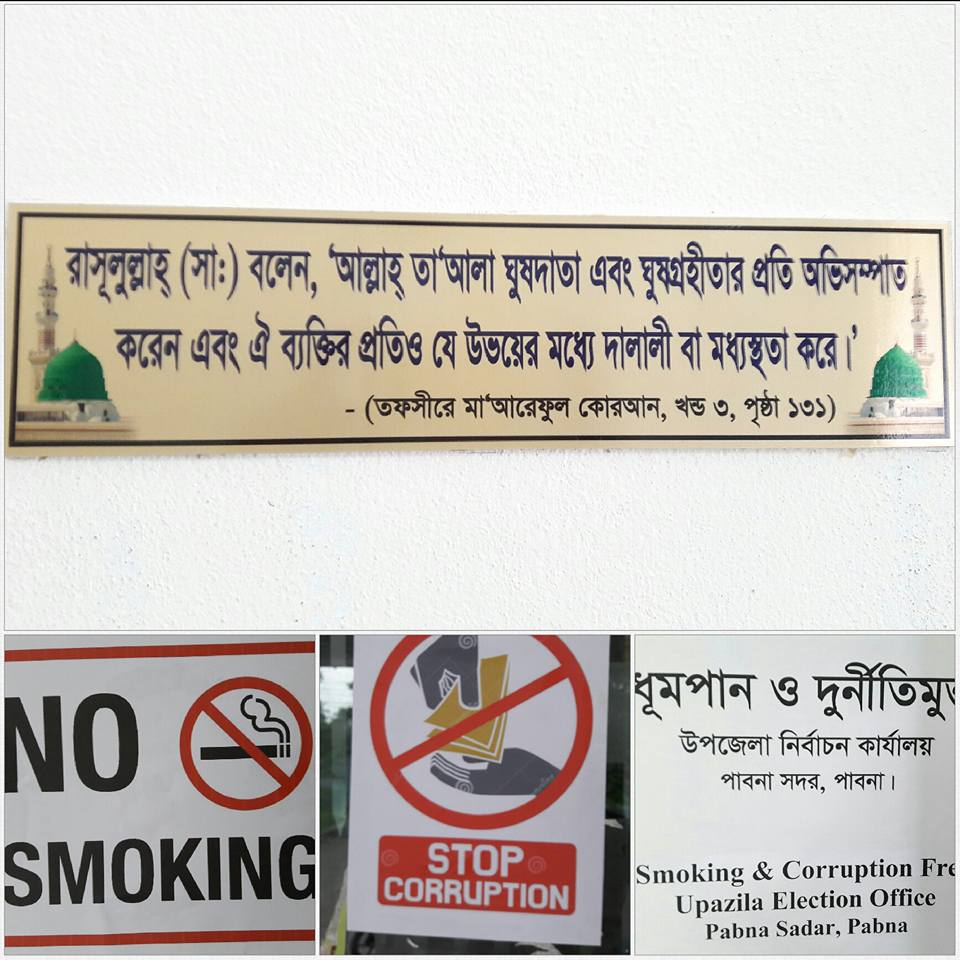 রাসূলুল্লাহ্ (সা:) বলেন, ‘আল্লাহ্ তা‘আলা ঘুষদাতা এবং ঘুষগ্রহীতার প্রতি অভিসম্পাত
করেন এবং ঐ ব্যক্তির প্রতিও যে উভয়ের মধ্যে দালালী বা মধ্যস্থতা করে।’
- (তফসীরে মা‘আরেফুল কোরআন, খন্ড ৩, পৃষ্ঠা ১৩১)
NO
SMOKING
STOP
CORRUPTION
ধূমপান ও দুর্নীতিমুক্ত
উপজেলা নির্বাচন কার্যালয়
পাবনা সদর, পাবনা।
Smoking & Corruption Fre
Upazila Election Office
Pabna Sadar, Pabna